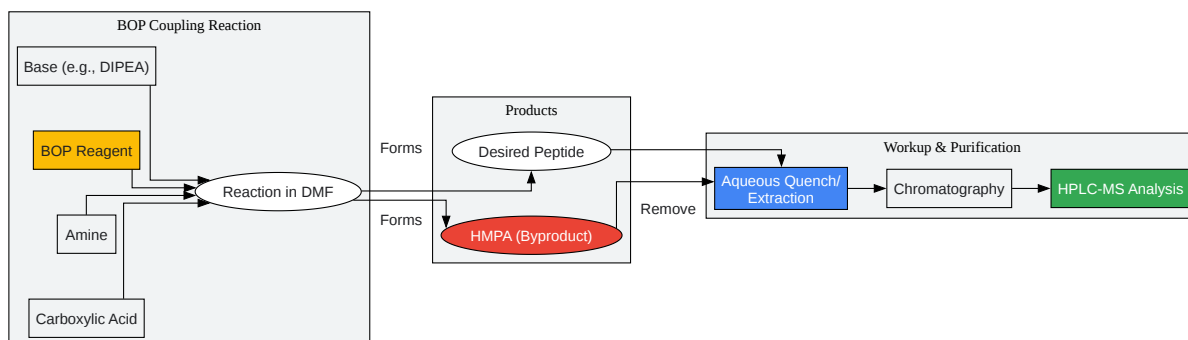 BOP Coupling Reaction
Base (e.g., DIPEA)
BOP Reagent
Amine
Carboxylic Acid
Reaction in DMF
Forms
Forms
Products
Desired Peptide
HMPA (Byproduct)
Remove
Workup & Purification
Aqueous Quench/
Extraction
Chromatography
HPLC-MS Analysis